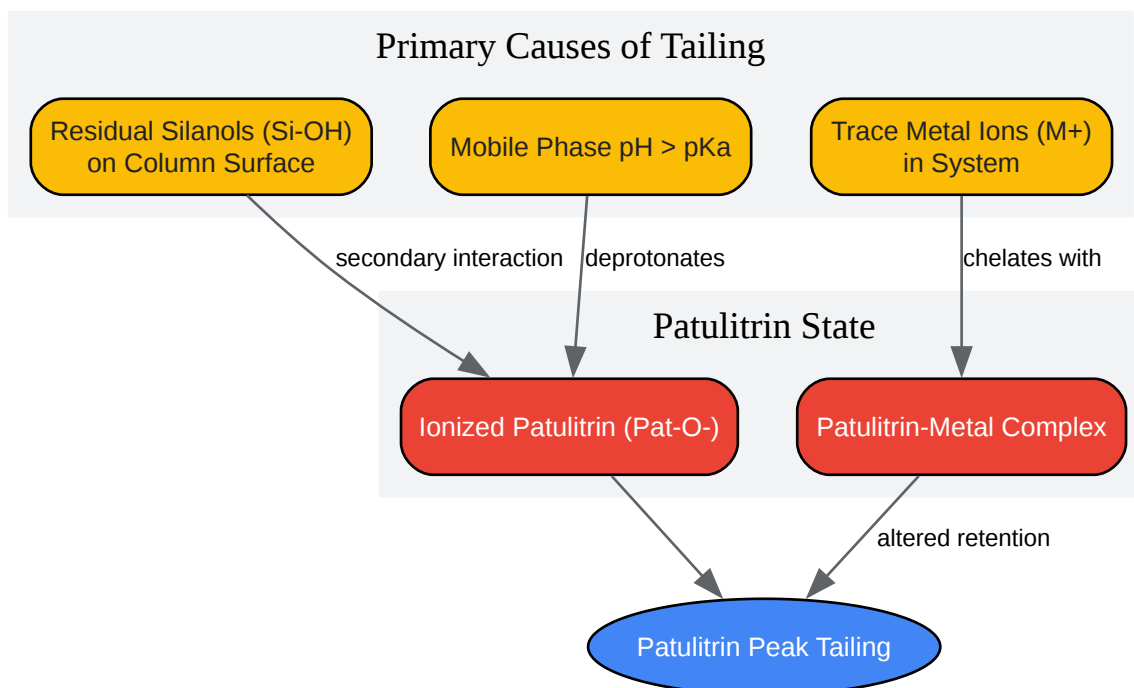 Primary Causes of Tailing
Residual Silanols (Si-OH)
on Column Surface
Mobile Phase pH > pKa
Trace Metal Ions (M+)
in System
secondary interaction
deprotonates
chelates with
Patulitrin State
Ionized Patulitrin (Pat-O-)
Patulitrin-Metal Complex
altered retention
Patulitrin Peak Tailing